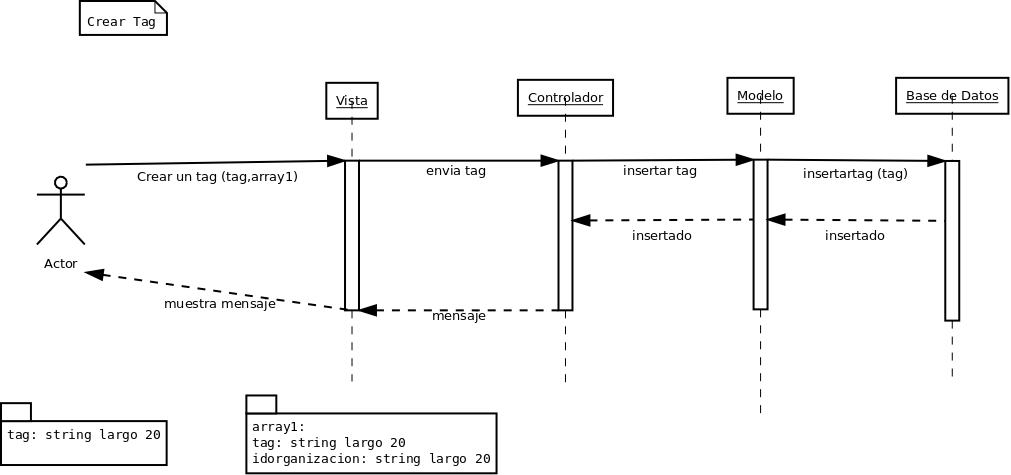 Crear Tag
Vista
Controlador
Modelo
Base de Datos
Crear un tag (tag,array1)
envia tag
insertar tag
insertartag (tag)
insertado
insertado
Actor
muestra mensaje
mensaje
tag: string largo 20
array1:
tag: string largo 20
idorganizacion: string largo 20